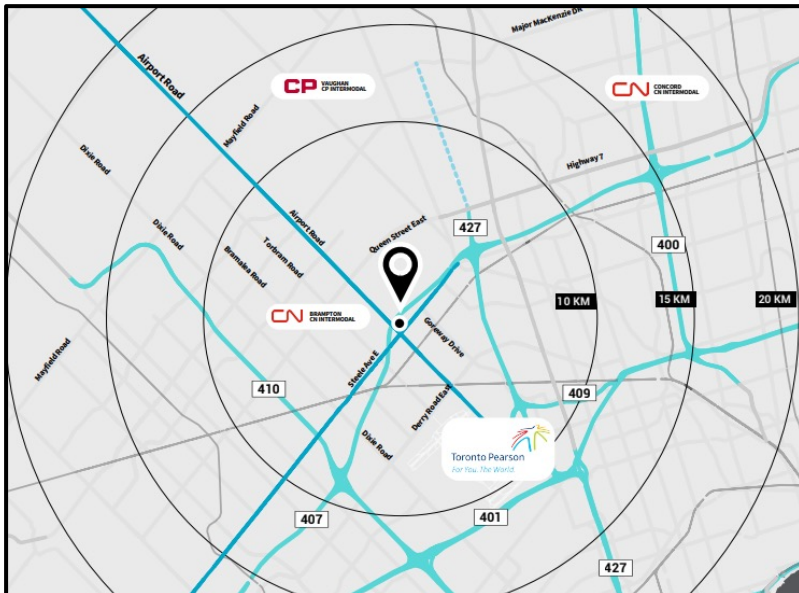 Major MacKenzie DR
Airport Road
CP VAUGHAN
CP INTERMODAL
CN CONCORD
CN INTERMODAL
Mayfield Road
Dixie Road
Highway 7
Dixie Road
Airport Road
Queen Street East
427
Torbram Road
Bramalea Road
400
10 KM
15 KM
20 KM
CN BRAMPTON
CN INTERMODAL
Goreway Drive
Mayfield Road
Steele Ave E
410
409
Derry Road East
Dixie Road
Toronto Pearson
For You. The World.
407
401
427